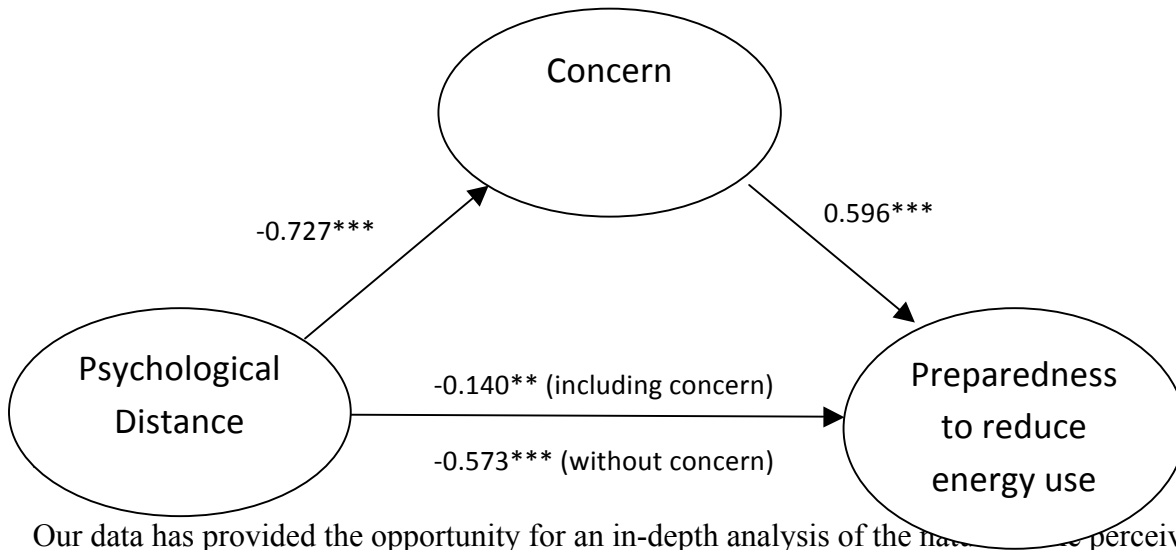 Concern
-0.727***
0.596***
Psychological
Distance
-0.140** (including concern)
-0.573*** (without concern)
Preparedness
to reduce
energy use
Our data has provided the opportunity for an in-depth analysis of the